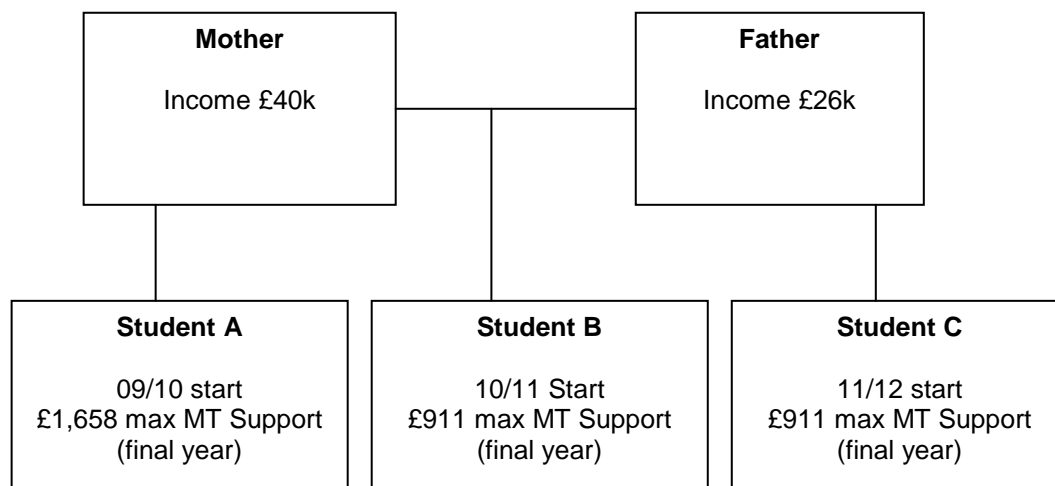 Mother
Income £40k
Father
Income £26k
Student A
09/10 start
£1,658 max MT Support
(final year)
Student B
10/11 Start
£911 max MT Support
(final year)
Student C
11/12 start
£911 max MT Support
(final year)